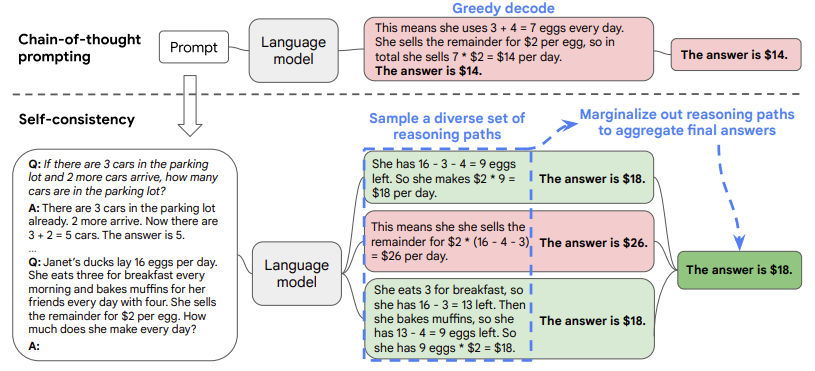 Greedy decode
Chain-of-thought
prompting
Prompt
Language
model
This means she uses 3 + 4 = 7 eggs every day.
She sells the remainder for $2 per egg, so in
total she sells 7 * $2 = $14 per day.
The answer is $14.
The answer is $14.
Self-consistency
Sample a diverse set of
reasoning paths
Marginalize out reasoning paths
to aggregate final answers
Q: If there are 3 cars in the parking
lot and 2 more cars arrive, how many
cars are in the parking lot?
A: There are 3 cars in the parking lot
already. 2 more arrive. Now there are
3 + 2 = 5 cars. The answer is 5.
...
Q: Janet's ducks lay 16 eggs per day.
She eats three for breakfast every
morning and bakes muffins for her
friends every day with four. She sells
the remainder for $2 per egg. How
much does she make every day?
A:
Language
model
She has 16 - 3 - 4 = 9 eggs
left. So she makes $2 * 9 =
$18 per day.
The answer is $18.
This means she she sells the
remainder for $2 * (16 - 4 - 3)
= $26 per day.
The answer is $26.
She eats 3 for breakfast, so
she has 16 - 3 = 13 left. Then
she bakes muffins, so she
has 13 - 4 = 9 eggs left. So
she has 9 eggs * $2 = $18.
The answer is $18.
The answer is $18.